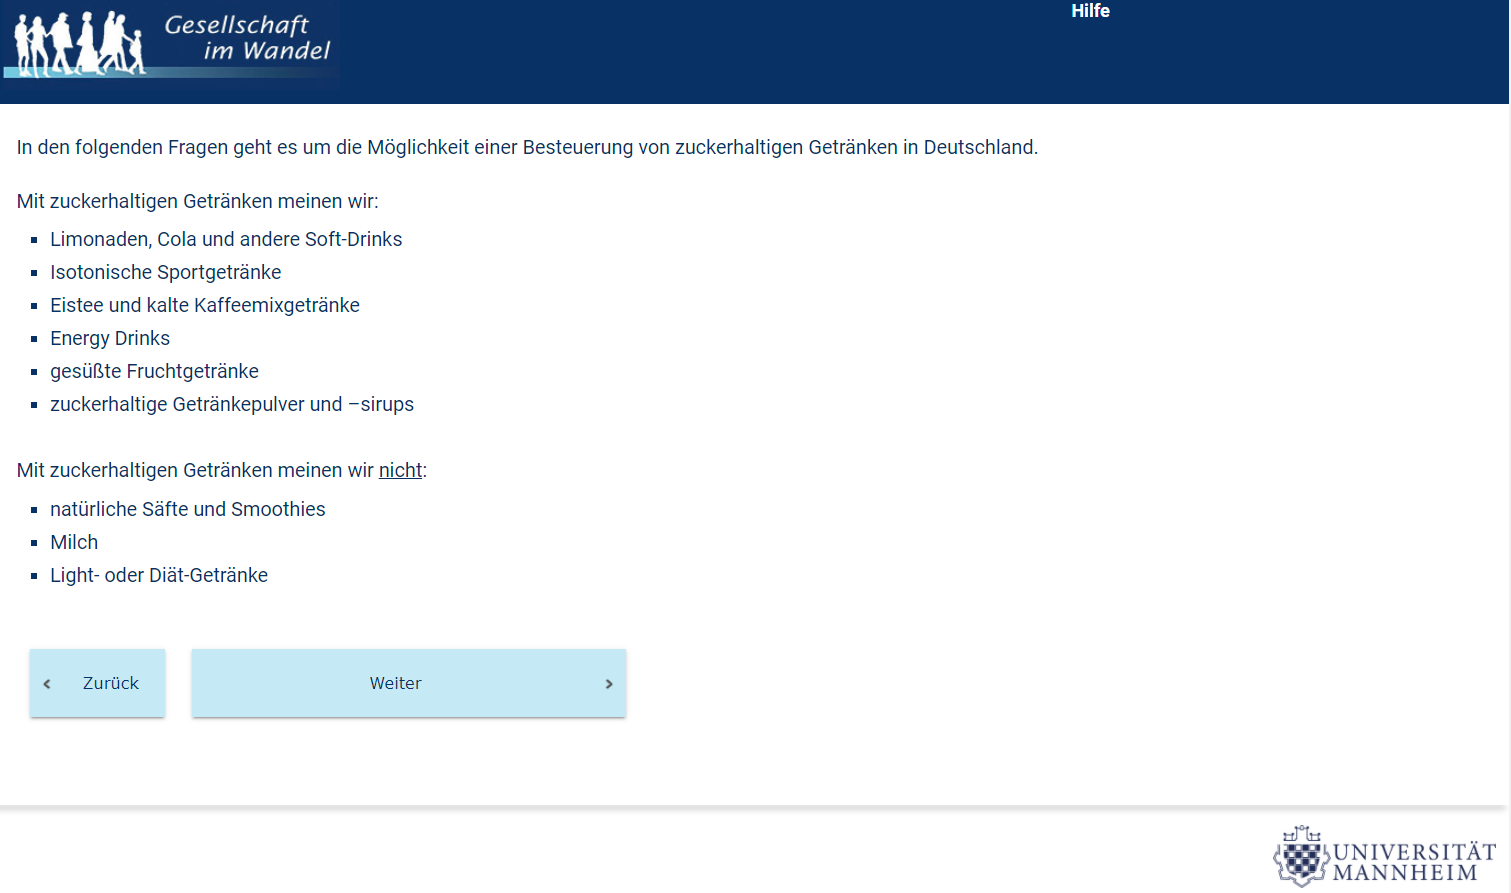 Gesellschaft
im Wandel
Hilfe
In den folgenden Fragen geht es um die Möglichkeit einer Besteuerung von zuckerhaltigen Getränken in Deutschland.
Mit zuckerhaltigen Getränken meinen wir:
Limonaden, Cola und andere Soft-Drinks
Isotonische Sportgetränke
Eistee und kalte Kaffeemixgetränke
Energy Drinks
gesüßte Fruchtgetränke
zuckerhaltige Getränkepulver und –sirups
Mit zuckerhaltigen Getränken meinen wir nicht:
natürliche Säfte und Smoothies
Milch
Light- oder Diät-Getränke
Zurück
Weiter
UNIVERSITÄT
MANNHEIM